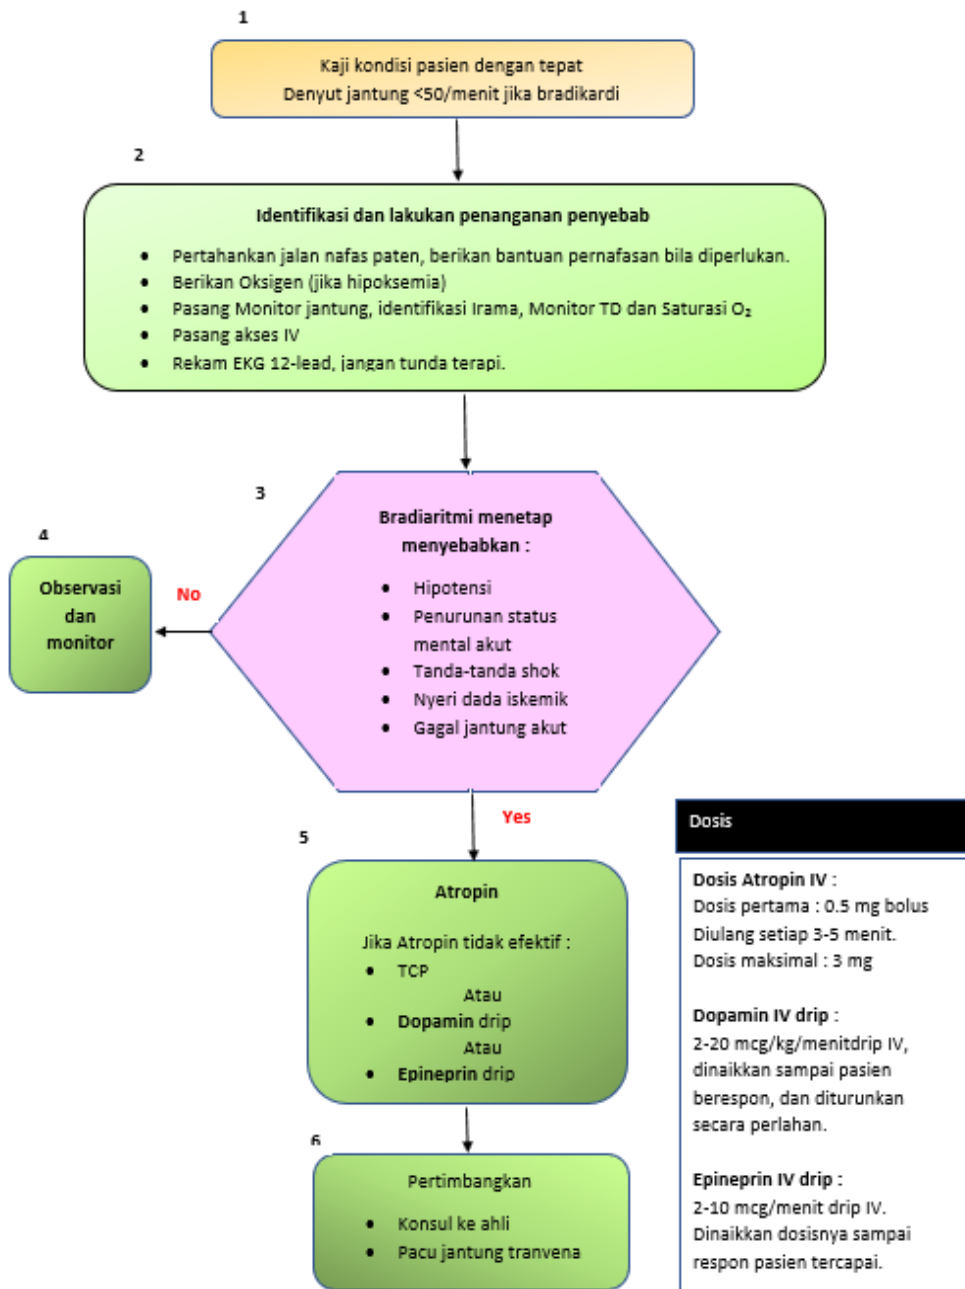 1
Kaji kondisi pasien dengan tepat
Denyut jantung <50/menit jika bradikardi
2
Identifikasi dan lakukan penanganan penyebab
• Pertahankan jalan nafas paten, berikan bantuan pernafasan bila diperlukan.
• Berikan Oksigen (jika hipoksemia)
• Pasang Monitor jantung, identifikasi Irama, Monitor TD dan Saturasi O₂
• Pasang akses IV
• Rekam EKG 12-lead, jangan tunda terapi.
3
Bradiaritmi menetap
menyebabkan :
• Hipotensi
• Penurunan status
mental akut
• Tanda-tanda shok
• Nyeri dada iskemik
• Gagal jantung akut
No
4
Observasi
dan
monitor
Yes
5
Atropin
Jika Atropin tidak efektif :
• TCP
Atau
• Dopamin drip
Atau
• Epineprin drip
6
Pertimbangkan
• Konsul ke ahli
• Pacu jantung tranvena
Dosis
Dosis Atropin IV :
Dosis pertama : 0.5 mg bolus
Diulang setiap 3-5 menit.
Dosis maksimal : 3 mg
Dopamin IV drip :
2-20 mcg/kg/menitdrip IV,
dinaikkan sampai pasien
berespon, dan diturunkan
secara perlahan.
Epineprin IV drip :
2-10 mcg/menit drip IV.
Dinaikkan dosisnya sampai
respon pasien tercapai.